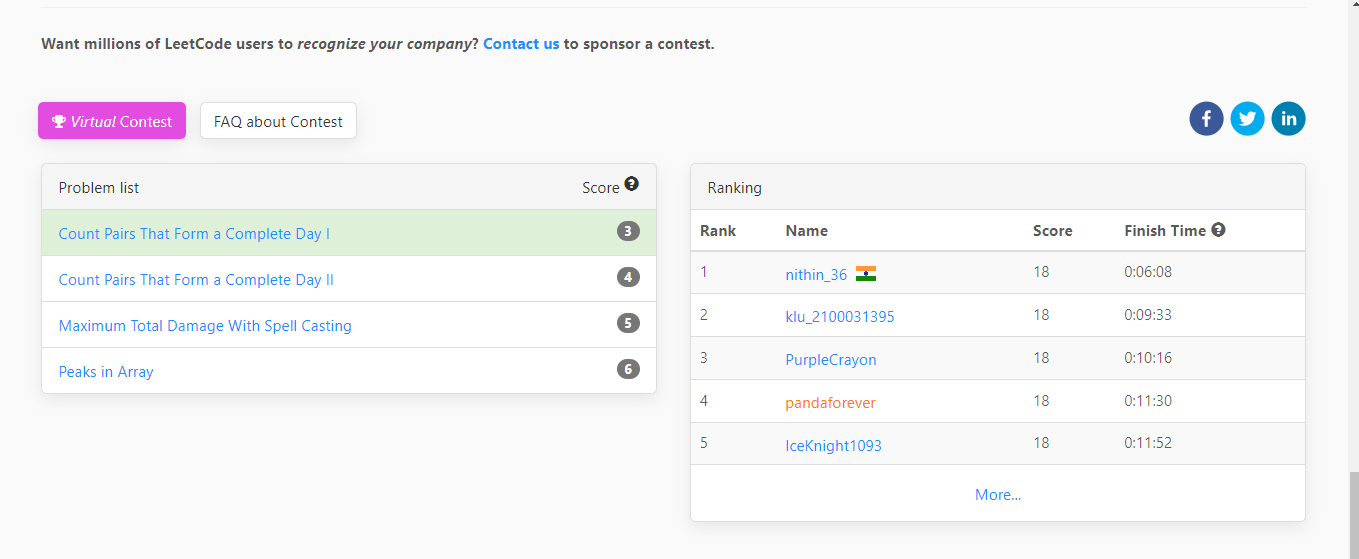 Want millions of LeetCode users to recognize your company? Contact us to sponsor a contest.
Virtual Contest
FAQ about Contest
Problem list Score
Count Pairs That Form a Complete Day I 3
Count Pairs That Form a Complete Day II 4
Maximum Total Damage With Spell Casting 5
Peaks in Array 6
Ranking
Rank Name Score Finish Time
1 nithin_36 18 0:06:08
2 klu_2100031395 18 0:09:33
3 PurpleCrayon 18 0:10:16
4 pandaforever 18 0:11:30
5 IceKnight1093 18 0:11:52
More...